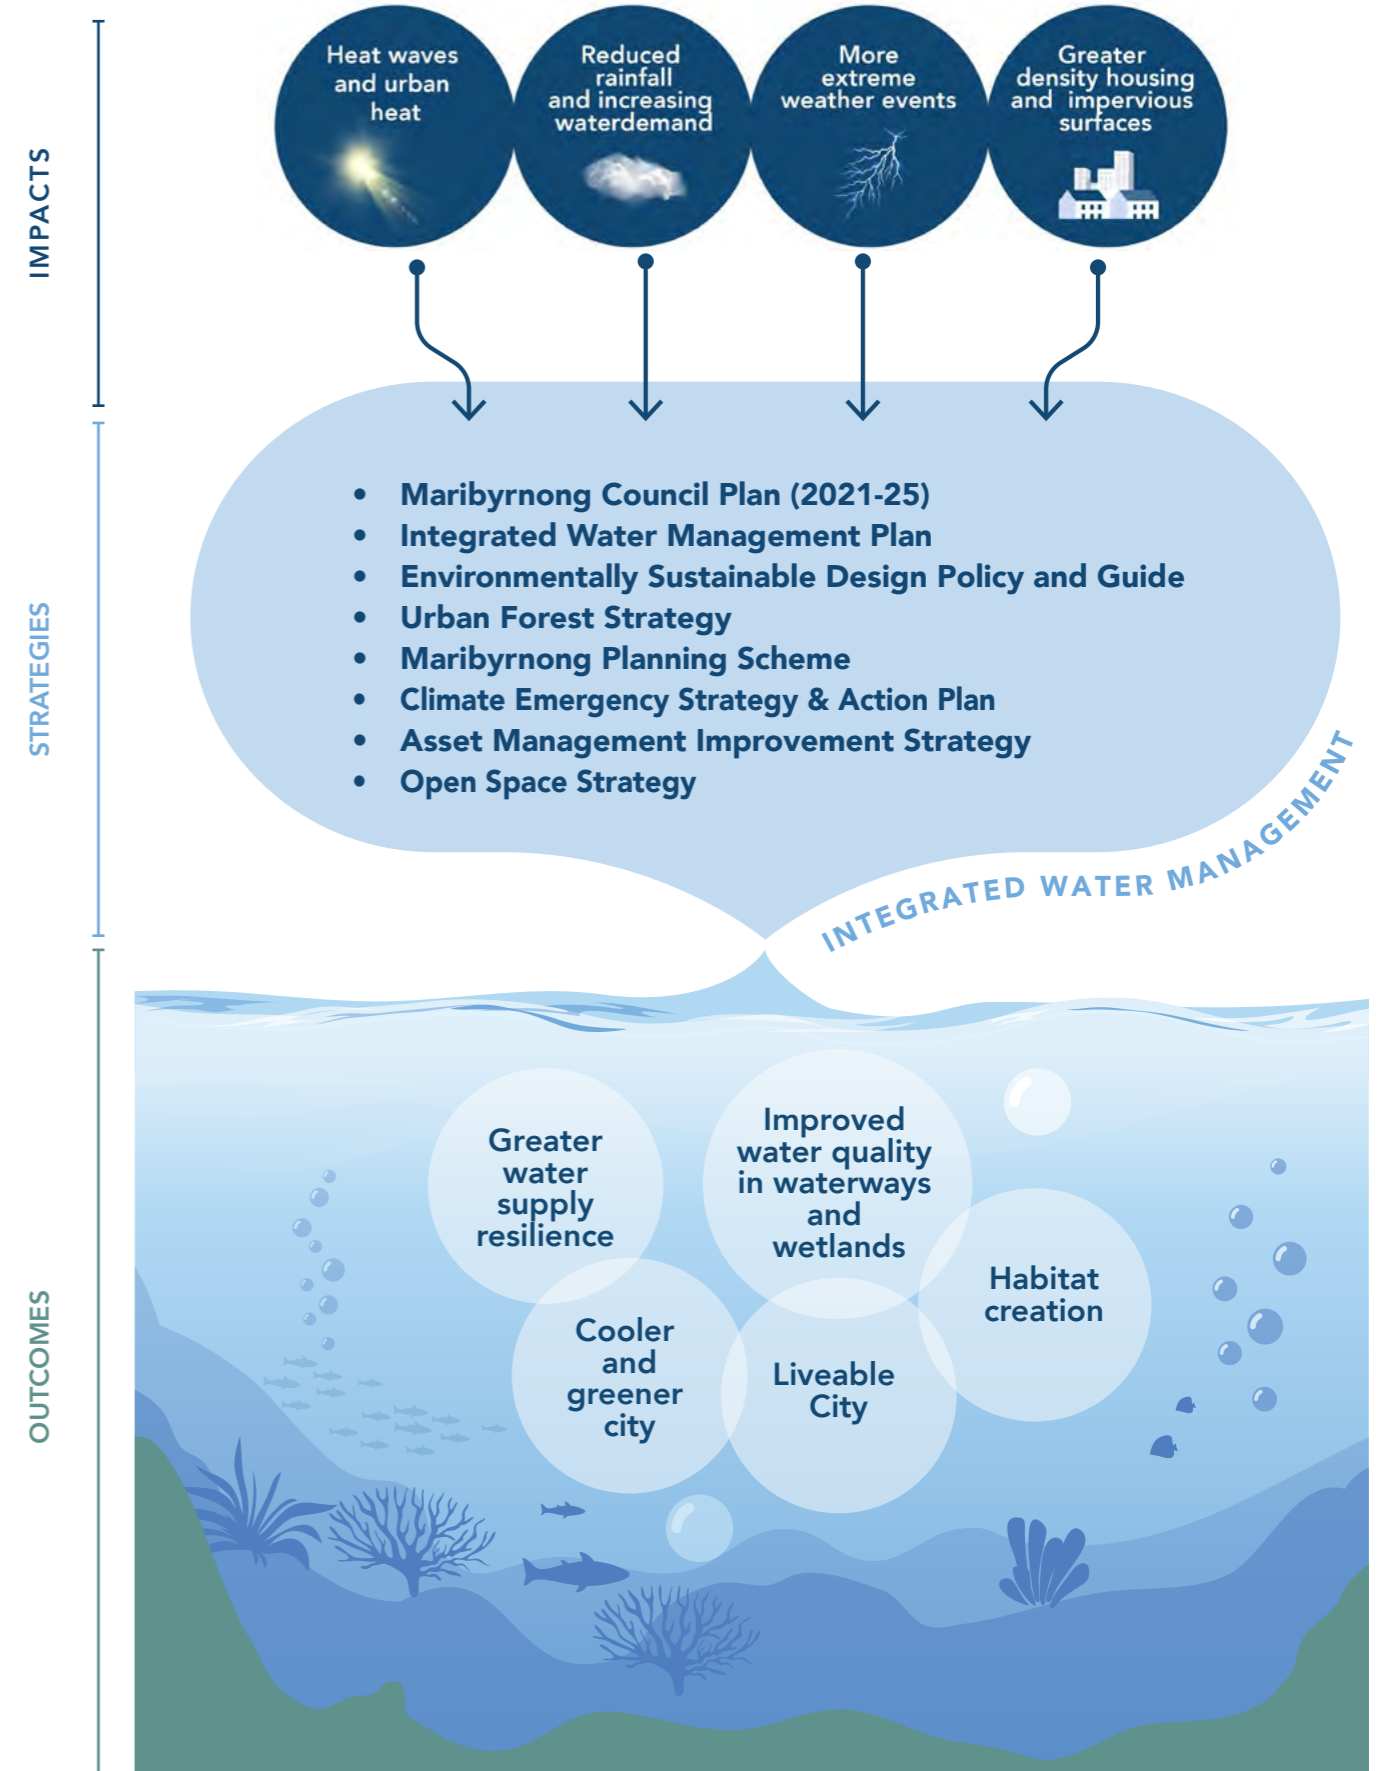 IMPACTS
Heat waves
and urban
heat
Reduced
rainfall
and increasing
waterdemand
More
extreme
weather events
Greater
density housing
and impervious
surfaces
STRATEGIES
• Maribyrnong Council Plan (2021-25)
• Integrated Water Management Plan
• Environmentally Sustainable Design Policy and Guide
• Urban Forest Strategy
• Maribyrnong Planning Scheme
• Climate Emergency Strategy & Action Plan
• Asset Management Improvement Strategy
• Open Space Strategy
INTEGRATED WATER MANAGEMENT
OUTCOMES
Greater
water
supply
resilience
Improved
water quality
in waterways
and
wetlands
Habitat
creation
Cooler
and
greener
city
Liveable
City